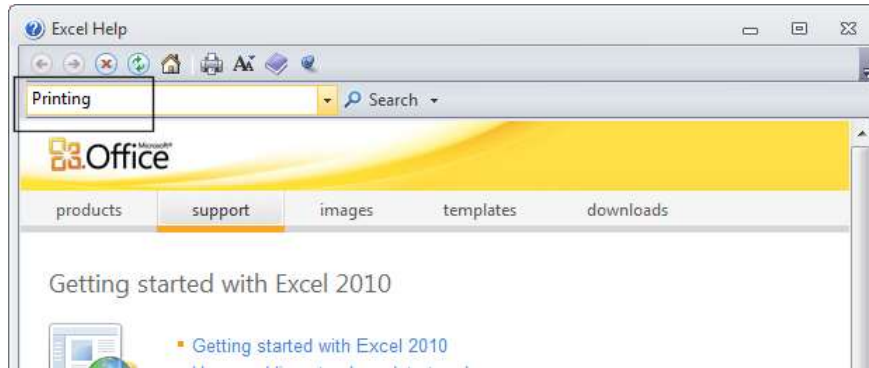 Excel Help
Printing Search
Microsoft Office
products support images templates downloads
Getting started with Excel 2010
Getting started with Excel 2010